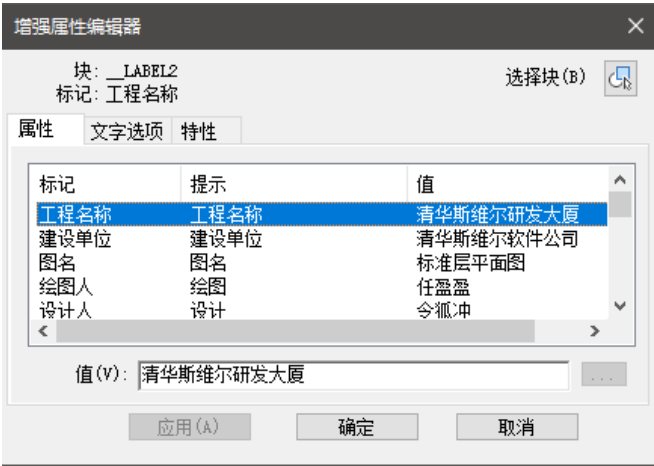 增强属性编辑器
块: __LABEL2
标记: 工程名称
选择块(B)
属性 文字选项 特性
标记 提示 值
工程名称 工程名称 清华斯维尔研发大厦
建设单位 建设单位 清华斯维尔软件公司
图名 图名 标准层平面图
绘图人 绘图 任盈盈
设计人 设计 令狐冲
值(V): 清华斯维尔研发大厦 ...
应用(A) 确定 取消